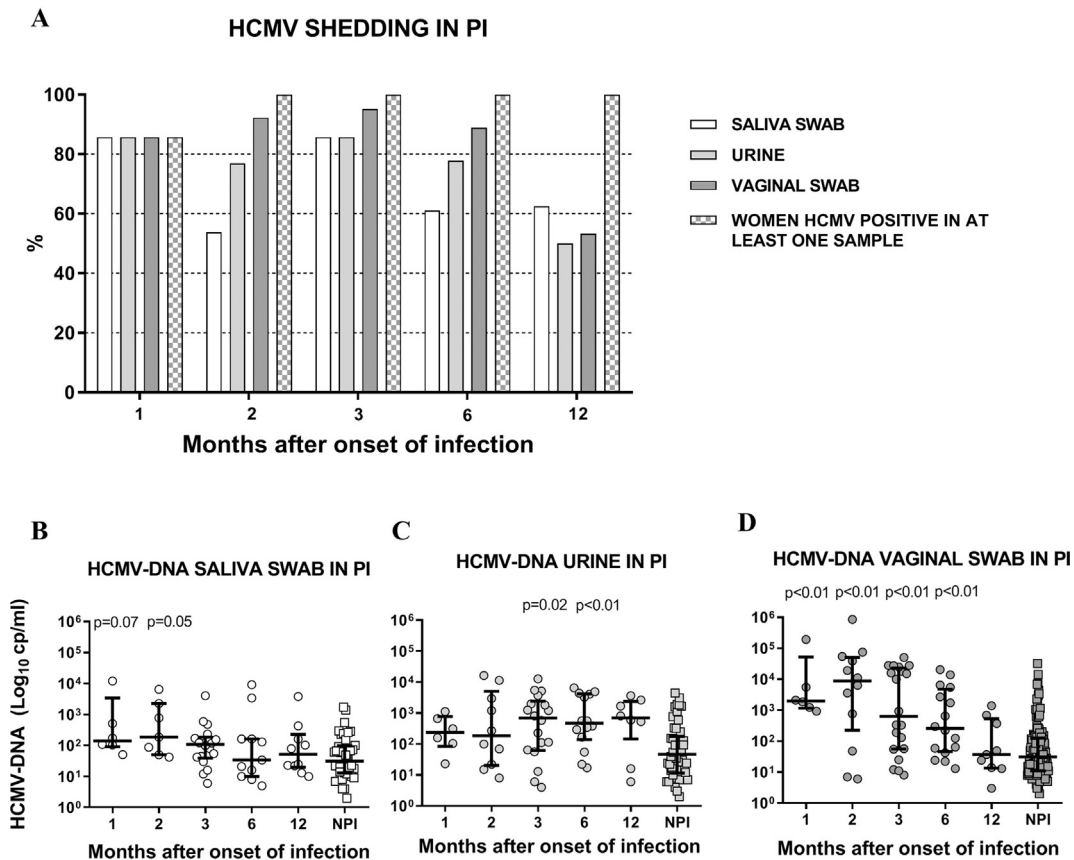 A
HCMV SHEDDING IN PI
100
80
60
40
20
0
%
1 2 3 6 12
Months after onset of infection
SALIVA SWAB
URINE
VAGINAL SWAB
WOMEN HCMV POSITIVE IN AT
LEAST ONE SAMPLE
B
HCMV-DNA SALIVA SWAB IN PI
HCMV-DNA (Log₁₀ cp/ml)
p=0.07 p=0.05
10⁶
10⁵
10⁴
10³
10²
10¹
10⁰
1 2 3 6 12 NPI
Months after onset of infection
C
HCMV-DNA URINE IN PI
p=0.02 p<0.01
10⁶
10⁵
10⁴
10³
10²
10¹
10⁰
1 2 3 6 12 NPI
Months after onset of infection
D
HCMV-DNA VAGINAL SWAB IN PI
p<0.01 p<0.01 p<0.01 p<0.01
10⁶
10⁵
10⁴
10³
10²
10¹
10⁰
1 2 3 6 12 NPI
Months after onset of infection